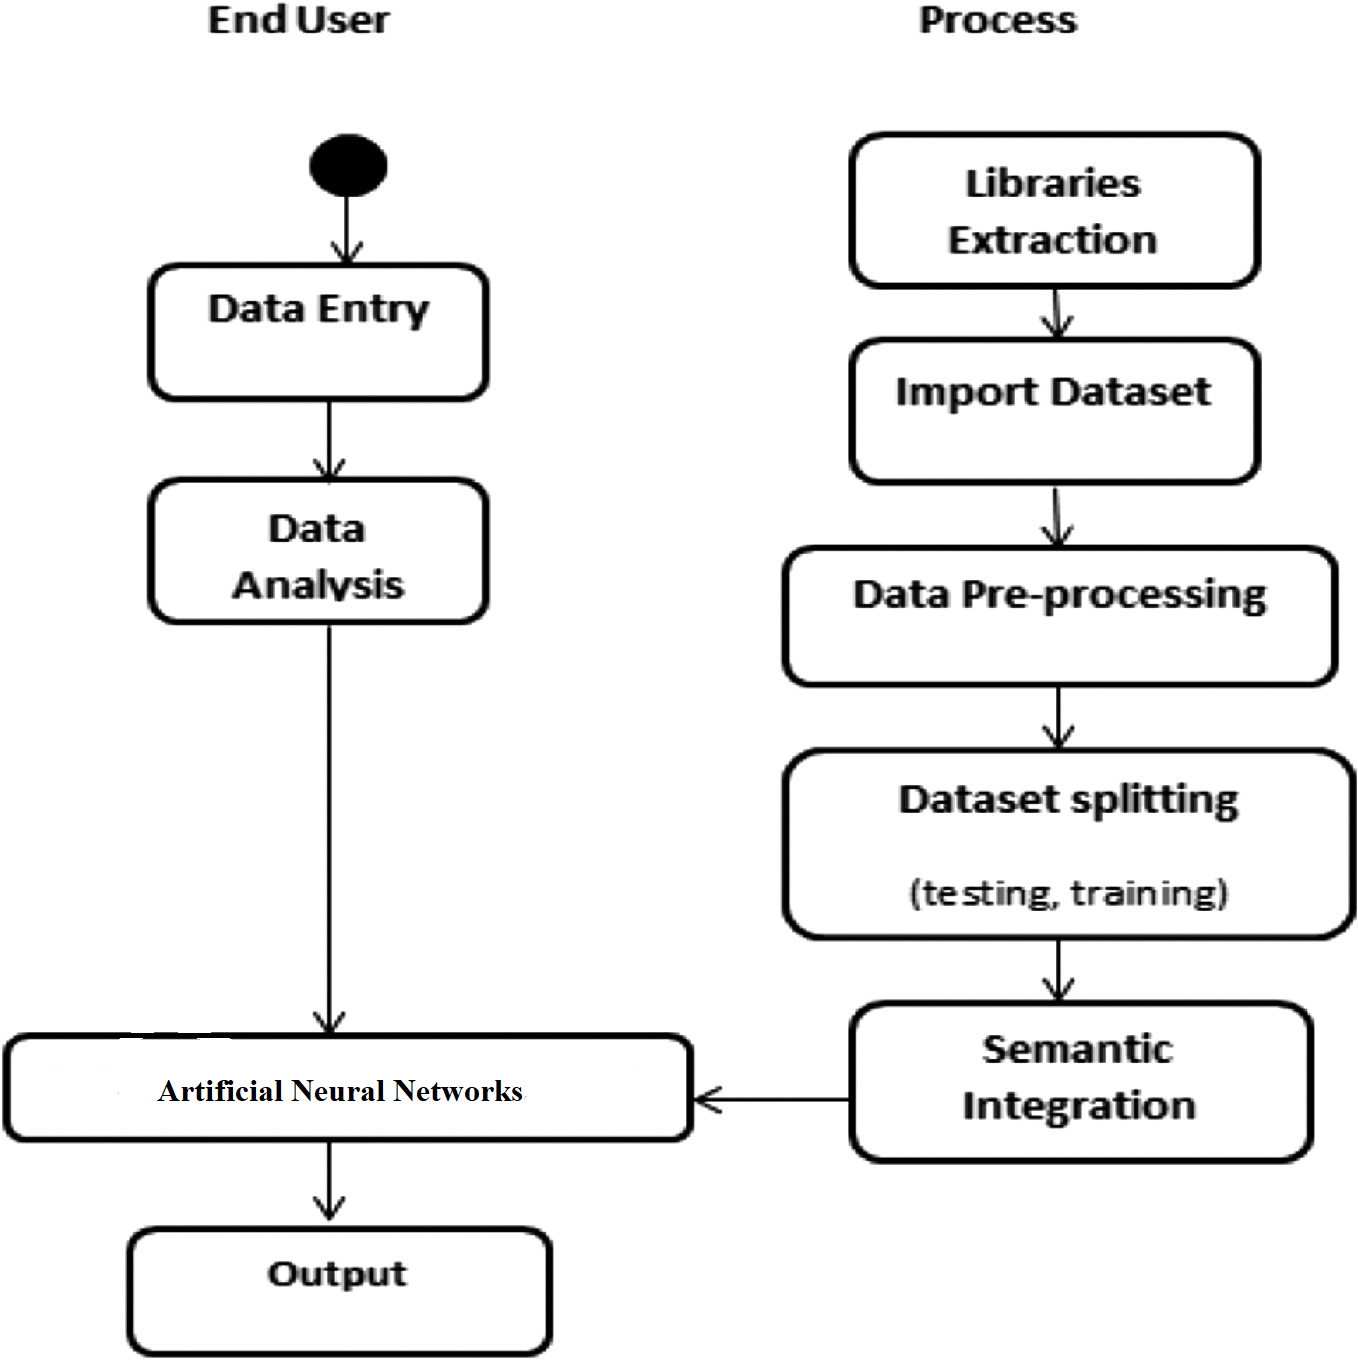 End User
Process
Data Entry
Data
Analysis
Artificial Neural Networks
Output
Libraries
Extraction
Import Dataset
Data Pre-processing
Dataset splitting
(testing, training)
Semantic
Integration